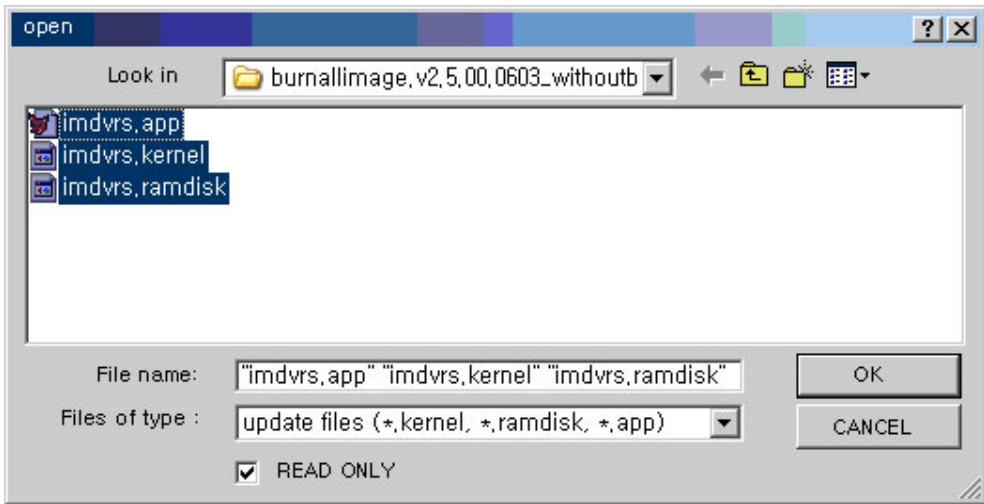 open
Look in burnallimage,v2,5,00,0603_withoutb
imdvrs,app
imdvrs,kernel
imdvrs,ramdisk
File name: "imdvrs,app" "imdvrs,kernel" "imdvrs,ramdisk" OK
Files of type : update files (*,kernel, *,ramdisk, *,app) CANCEL
READ ONLY